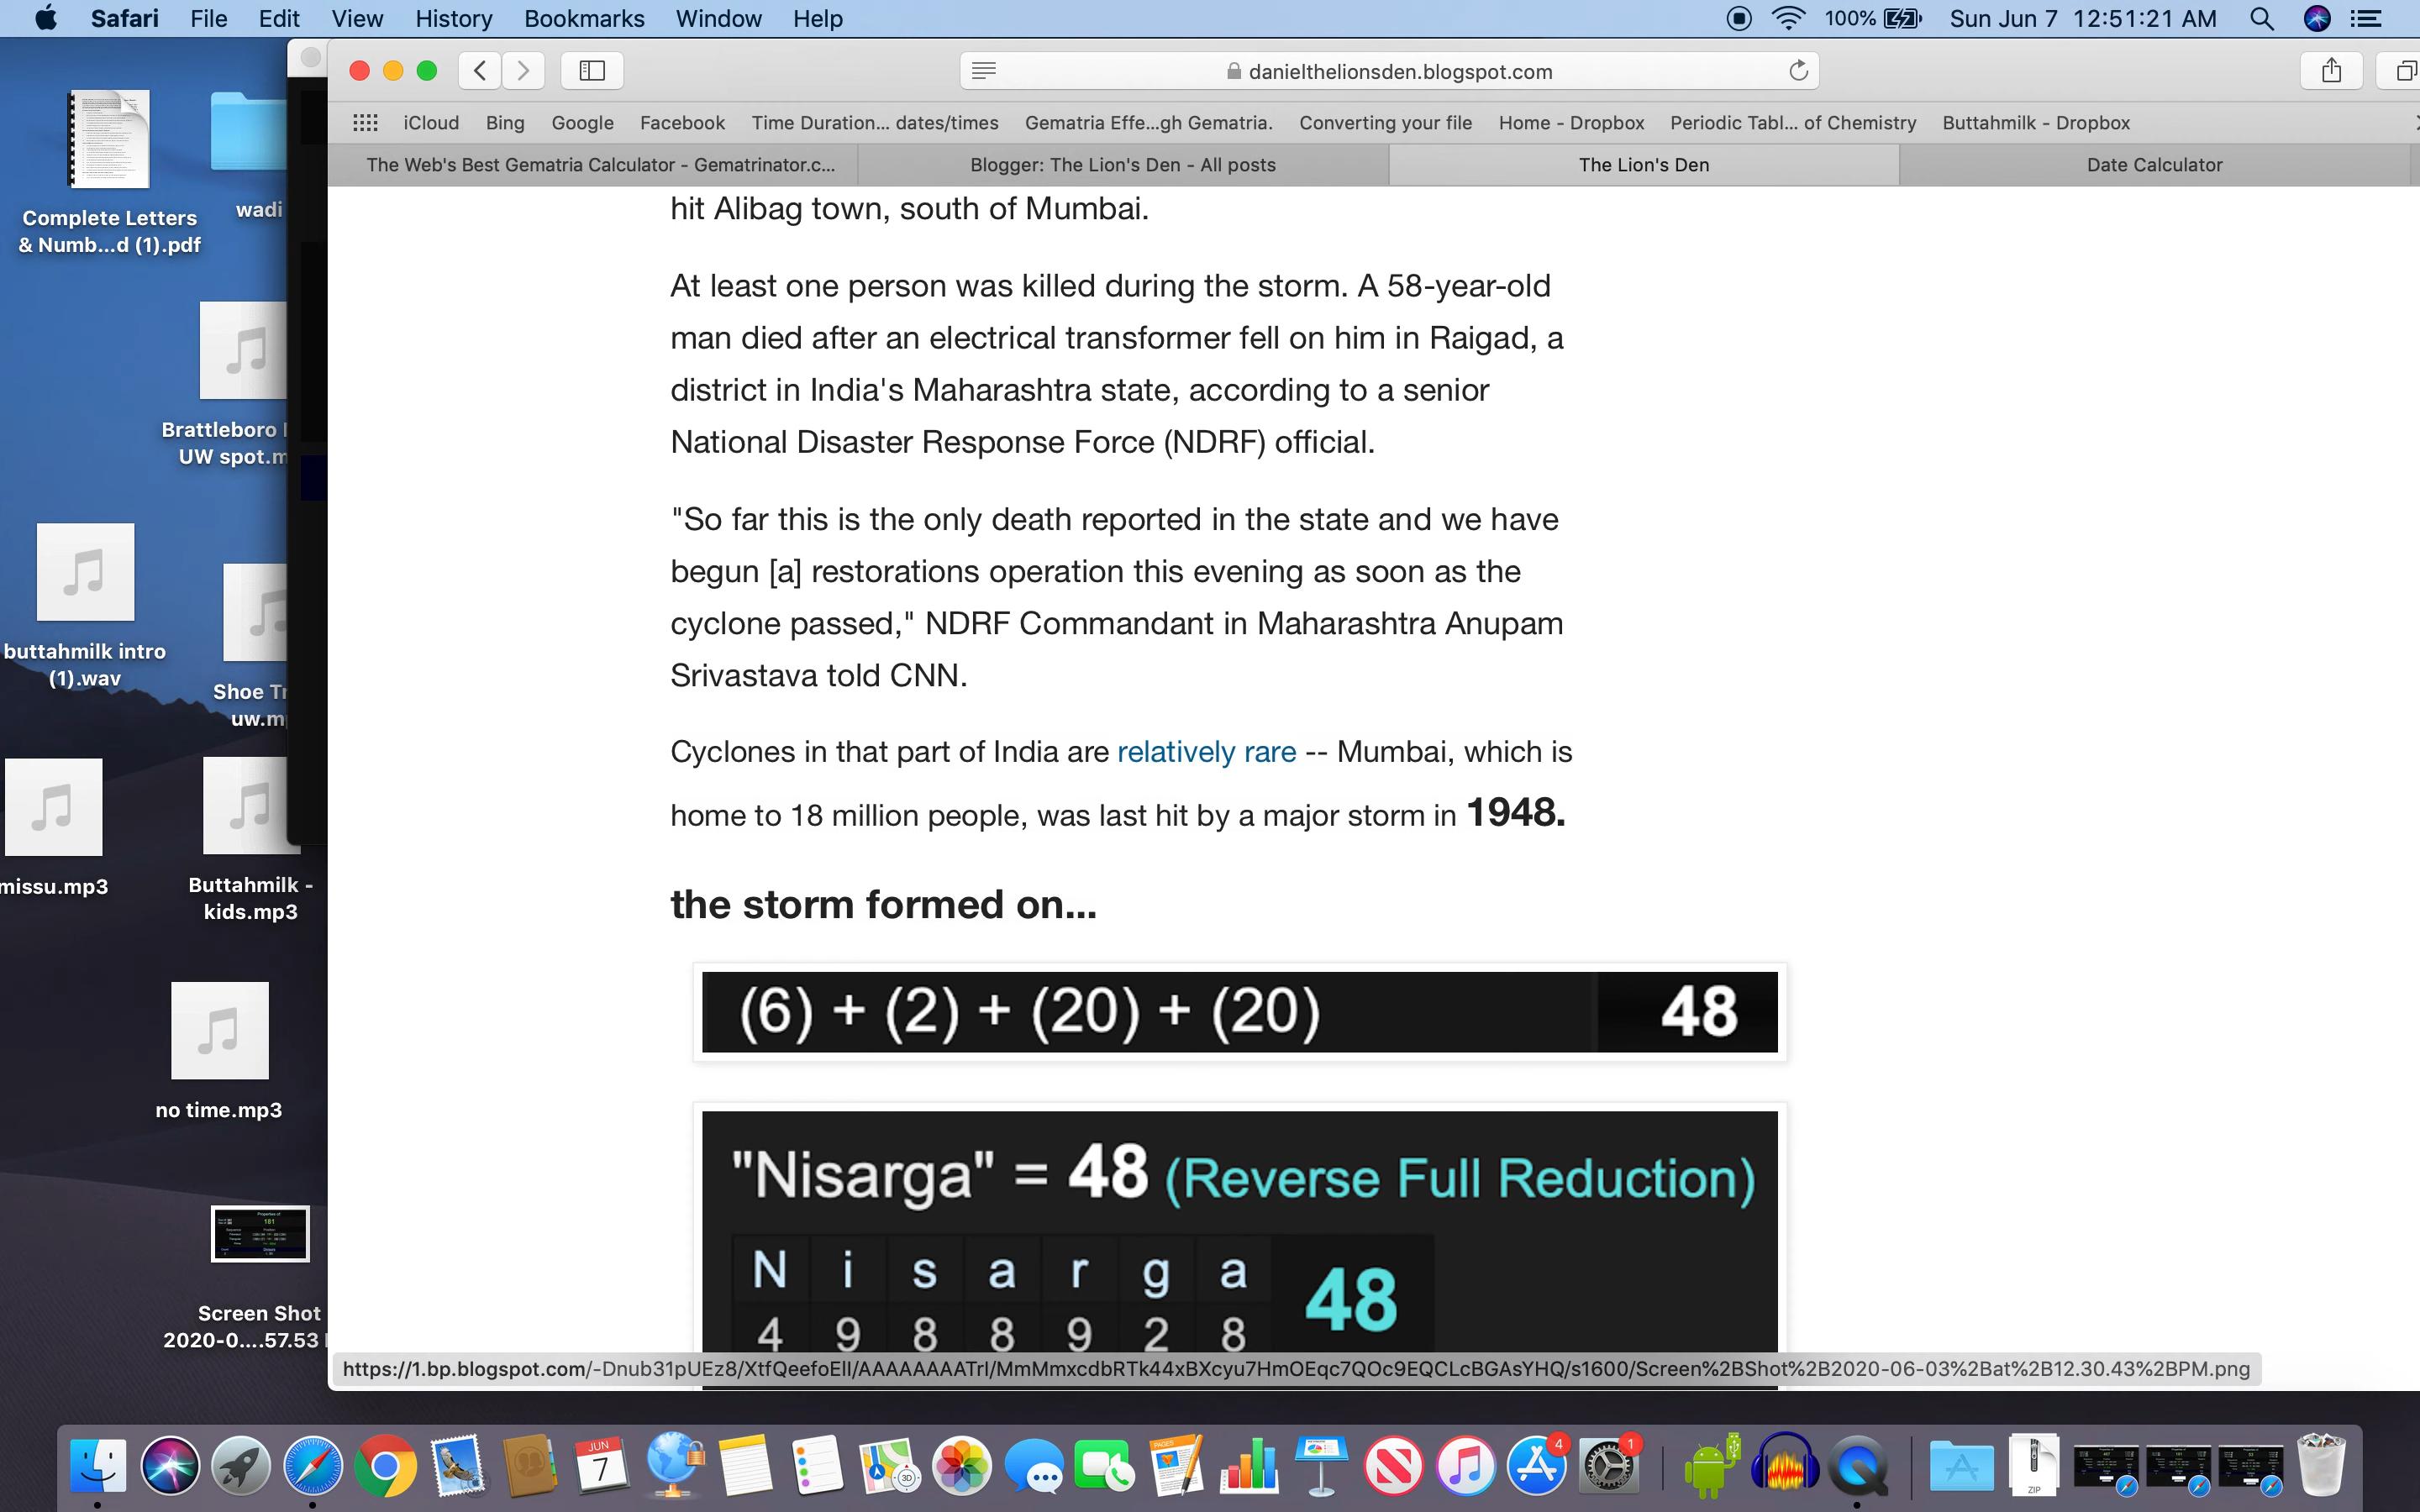 Safari File Edit View History Bookmarks Window Help
100% Sun Jun 7 12:51:21 AM
danielthelionsden.blogspot.com
iCloud Bing Google Facebook Time Duration... dates/times Gematria Effe...gh Gematria. Converting your file Home - Dropbox Periodic Tabl... of Chemistry Buttahmilk - Dropbox
The Web's Best Gematria Calculator - Gematrinator.c... Blogger: The Lion's Den - All posts The Lion's Den Date Calculator
Complete Letters
& Numb...d (1).pdf
wadi
Brattleboro
UW spot.m
buttahmilk intro
(1).wav
Shoe Tr
uw.m
missu.mp3
Buttahmilk -
kids.mp3
no time.mp3
Screen Shot
2020-0....57.53
hit Alibag town, south of Mumbai.
At least one person was killed during the storm. A 58-year-old
man died after an electrical transformer fell on him in Raigad, a
district in India's Maharashtra state, according to a senior
National Disaster Response Force (NDRF) official.
"So far this is the only death reported in the state and we have
begun [a] restorations operation this evening as soon as the
cyclone passed," NDRF Commandant in Maharashtra Anupam
Srivastava told CNN.
Cyclones in that part of India are relatively rare -- Mumbai, which is
home to 18 million people, was last hit by a major storm in 1948.
the storm formed on...
(6) + (2) + (20) + (20) 48
"Nisarga" = 48 (Reverse Full Reduction)
N i s a r g a 48
4 9 8 8 9 2 8
https://1.bp.blogspot.com/-Dnub31pUEz8/XtfQeefoElI/AAAAAAAATrI/MmMmxcdbRTk44xBXcyu7HmOEqc7QOc9EQCLcBGAsYHQ/s1600/Screen%2BShot%2B2020-06-03%2Bat%2B12.30.43%2BPM.png
JUN
7
3D
PAGES
4
1
ZIP